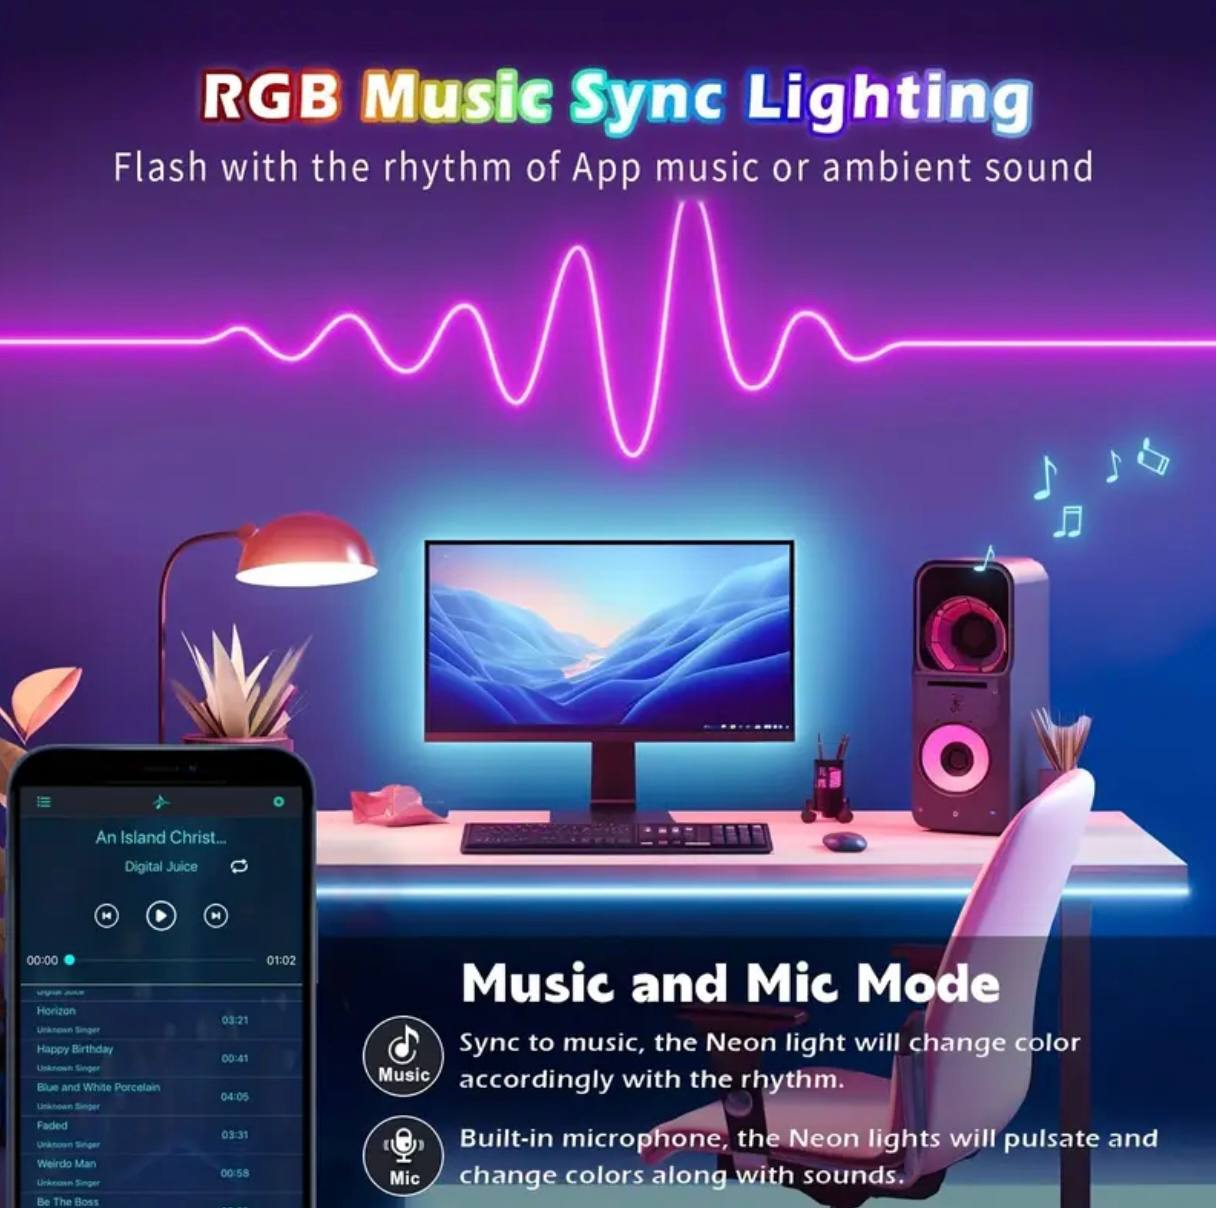 RGB Music Sync Lighting
Flash with the rhythm of App music or ambient sound
An Island Christ...
Digital Juice
00:00
01:02
Digital Juice
Horizon
03:21
Unknown Singer
Happy Birthday
00:41
Unknown Singer
Blue and White Porcelain
04:05
Unknown Singer
Faded
03:31
Unknown Singer
Weirdo Man
00:58
Unknown Singer
Be The Boss
Music and Mic Mode
Music
Sync to music, the Neon light will change color
accordingly with the rhythm.
Mic
Built-in microphone, the Neon lights will pulsate and
change colors along with sounds.